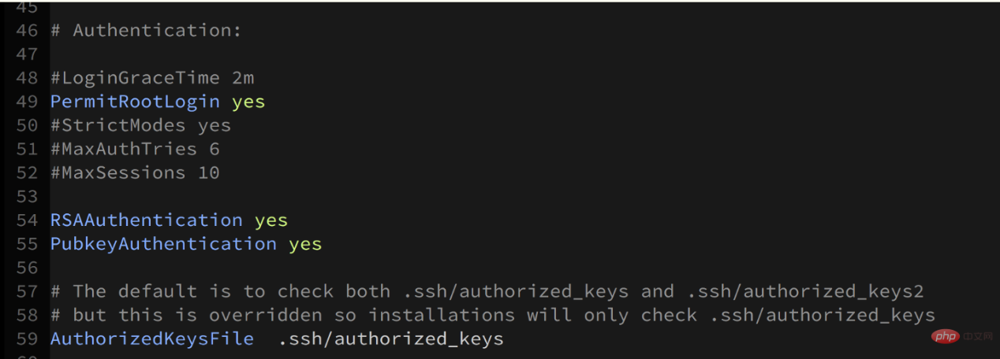 45
46 # Authentication:
47
48 #LoginGraceTime 2m
49 PermitRootLogin yes
50 #StrictModes yes
51 #MaxAuthTries 6
52 #MaxSessions 10
53
54 RSAAuthentication yes
55 PubkeyAuthentication yes
56
57 # The default is to check both .ssh/authorized_keys and .ssh/authorized_keys2
58 # but this is overridden so installations will only check .ssh/authorized_keys
59 AuthorizedKeysFile  .ssh/authorized_keys
php 中文网
60